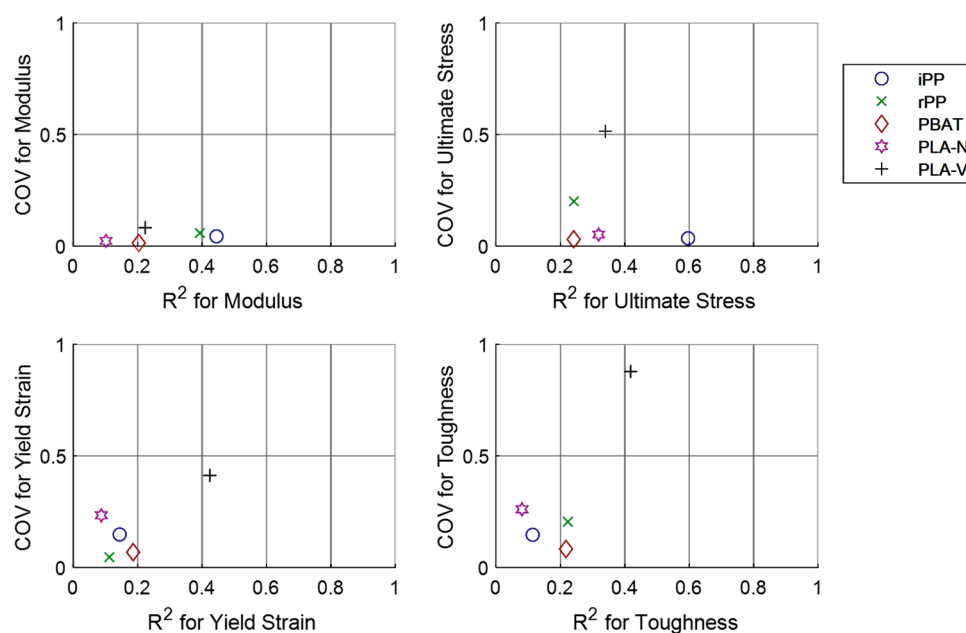 COV for Modulus
1
0.5
0
0 0.2 0.4 0.6 0.8 1
R² for Modulus
COV for Ultimate Stress
1
0.5
0
0 0.2 0.4 0.6 0.8 1
R² for Ultimate Stress
iPP
rPP
PBAT
PLA-N
PLA-V
COV for Yield Strain
1
0.5
0
0 0.2 0.4 0.6 0.8 1
R² for Yield Strain
COV for Toughness
1
0.5
0
0 0.2 0.4 0.6 0.8 1
R² for Toughness